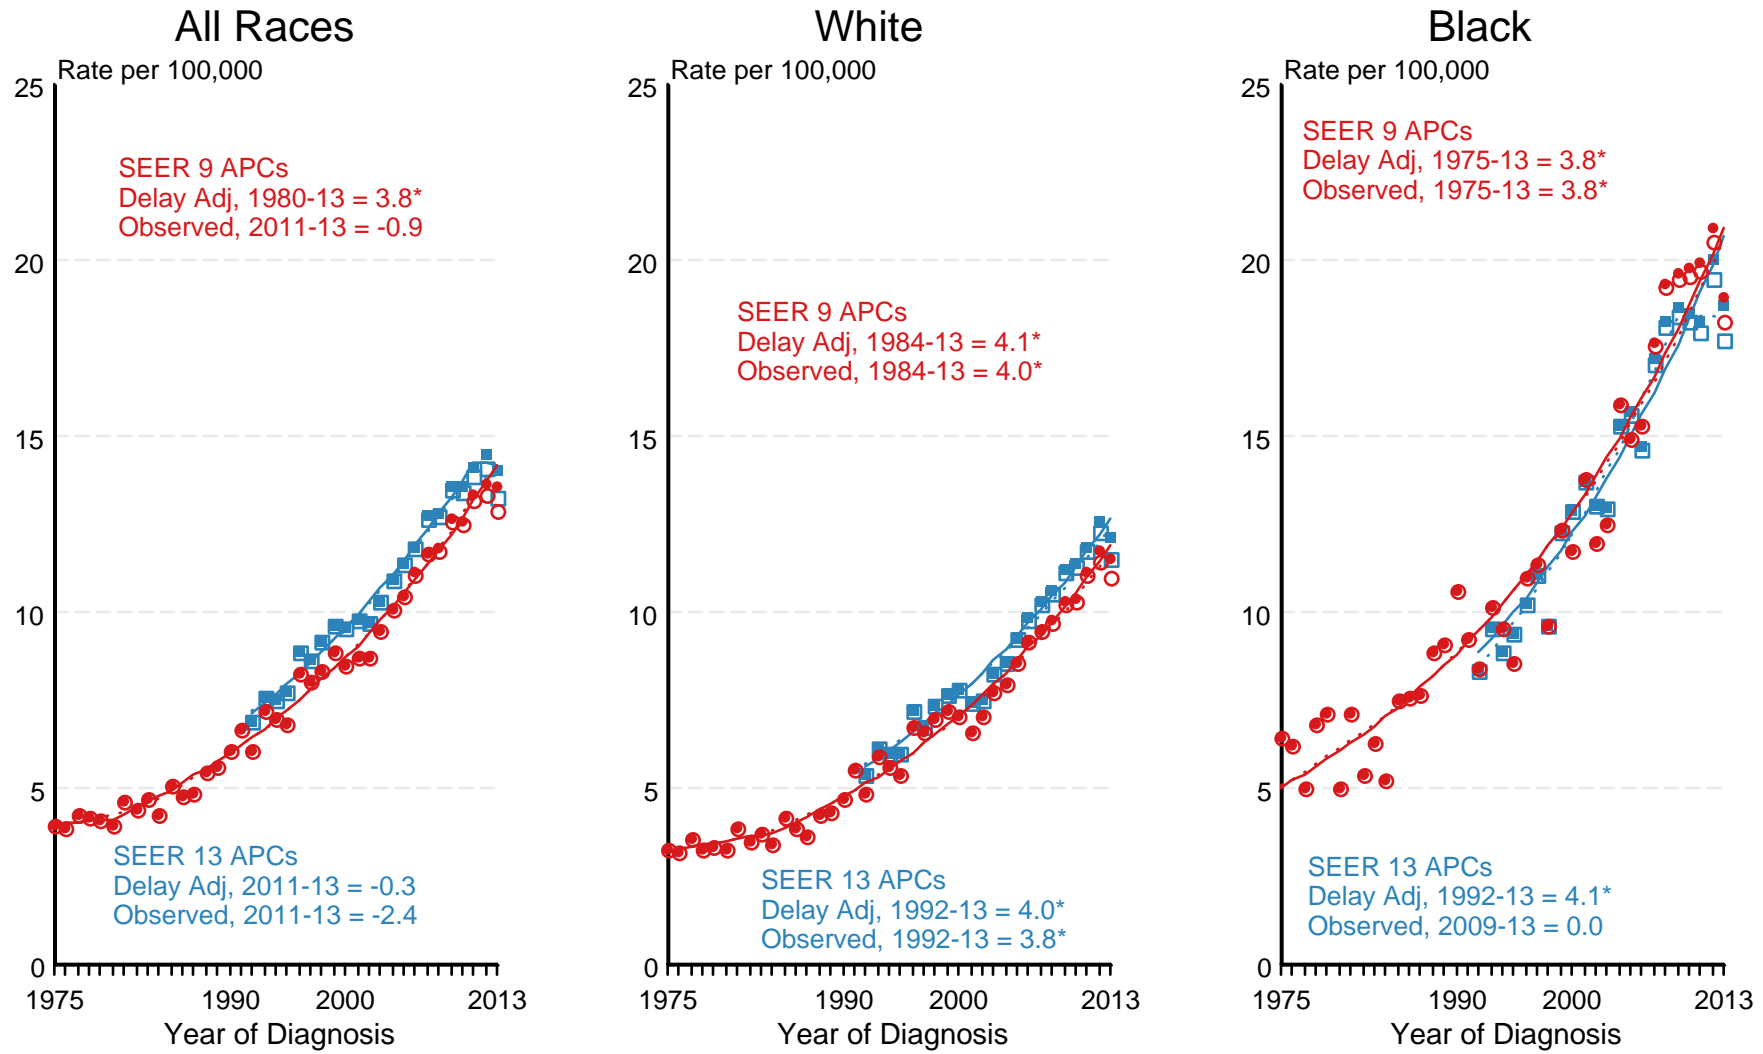 All Races
Rate per 100,000
25
20
15
10
5
0
SEER 9 APCs
Delay Adj, 1980-13 = 3.8*
Observed, 2011-13 = -0.9
SEER 13 APCs
Delay Adj, 2011-13 = -0.3
Observed, 2011-13 = -2.4
1975 1990 2000 2013
Year of Diagnosis
White
Rate per 100,000
25
20
15
10
5
0
SEER 9 APCs
Delay Adj, 1984-13 = 4.1*
Observed, 1984-13 = 4.0*
SEER 13 APCs
Delay Adj, 1992-13 = 4.0*
Observed, 1992-13 = 3.8*
1975 1990 2000 2013
Year of Diagnosis
Black
Rate per 100,000
25
20
15
10
5
0
SEER 9 APCs
Delay Adj, 1975-13 = 3.8*
Observed, 1975-13 = 3.8*
SEER 13 APCs
Delay Adj, 1992-13 = 4.1*
Observed, 2009-13 = 0.0
1975 1990 2000 2013
Year of Diagnosis